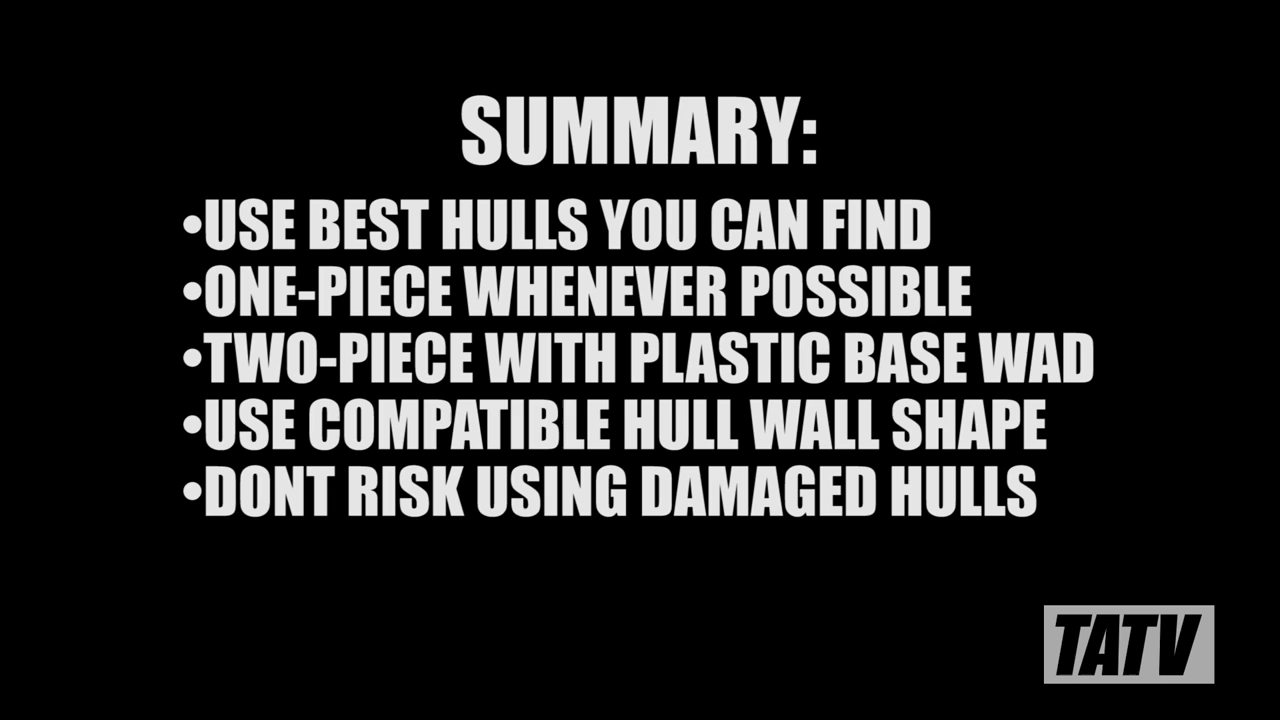 SUMMARY:
•USE BEST HULLS YOU CAN FIND
•ONE-PIECE WHENEVER POSSIBLE
•TWO-PIECE WITH PLASTIC BASE WAD
•USE COMPATIBLE HULL WALL SHAPE
•DONT RISK USING DAMAGED HULLS
TATV